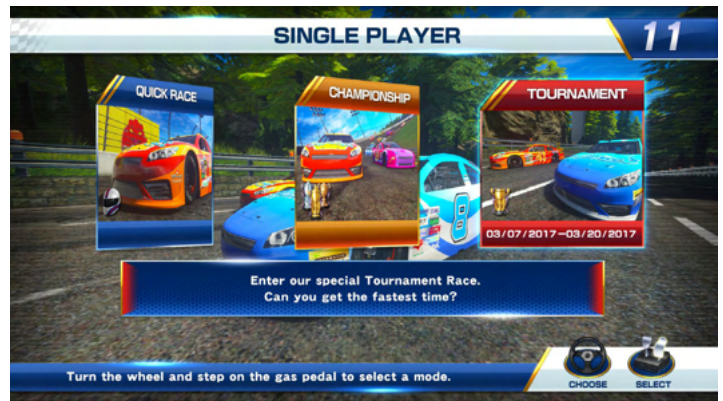 SINGLE PLAYER
11
QUICK RACE
CHAMPIONSHIP
TOURNAMENT
8
03/07/2017-03/20/2017
Enter our special Tournament Race.
Can you get the fastest time?
Turn the wheel and step on the gas pedal to select a mode.
CHOOSE
SELECT